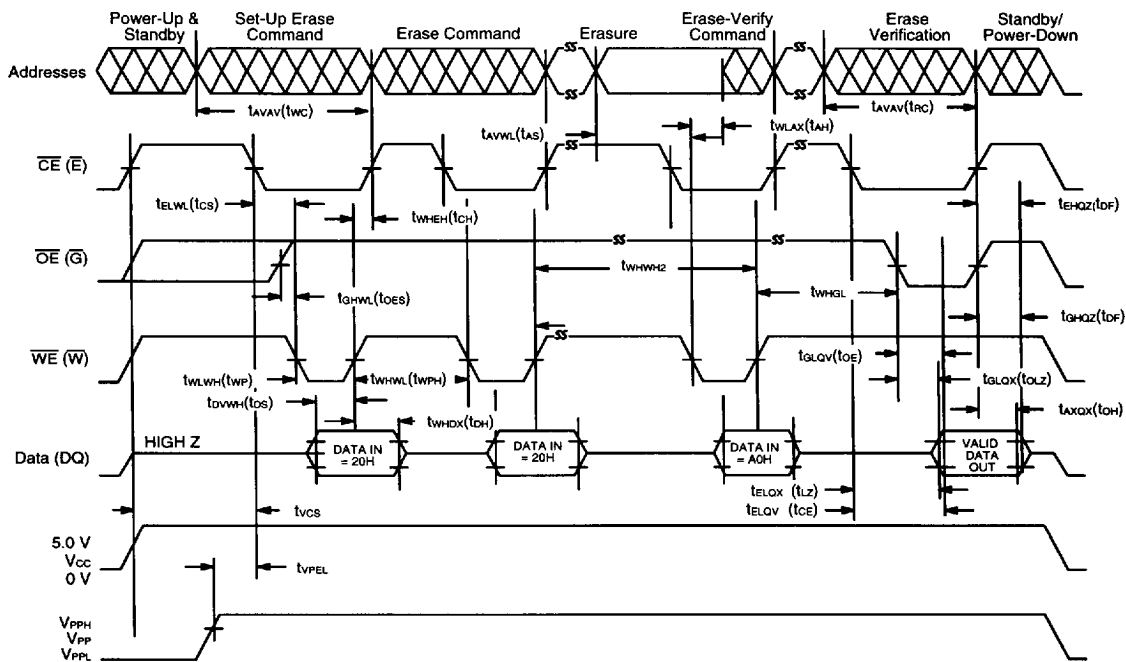 Power-Up &
Standby
Set-Up Erase
Command
Erase Command
Erasure
Erase-Verify
Command
Erase
Verification
Standby/
Power-Down
Addresses
tAVAV(tWC)
tAVWL(tAS)
tWLAX(tAH)
tAVAV(tRC)
CE (E)
tELWL(tCS)
tWHEH(tCH)
tEHQZ(tDF)
OE (G)
tWHWH2
tGHWL(tOES)
tWHGL
tGHQZ(tDF)
WE (W)
tGLQV(tOE)
tWLWH(tWP)
tWHWL(tWPH)
tGLQX(tOLZ)
tDVWH(tDS)
tWHDX(tDH)
tAXQX(tOH)
Data (DQ)
HIGH Z
DATA IN
= 20H
DATA IN
= 20H
DATA IN
= A0H
VALID
DATA
OUT
tELQX (tLZ)
tVCS
tELQV (tCE)
5.0 V
VCC
0 V
tVPEL
VPPH
VPP
VPPL